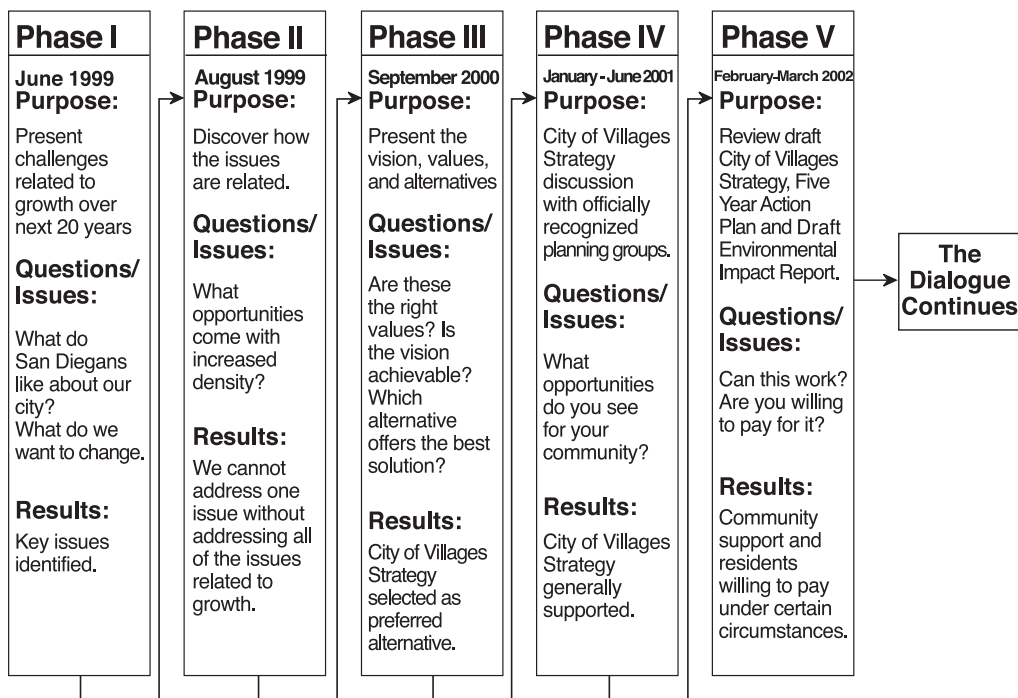 Phase I
June 1999
Purpose:
Present
challenges
related to
growth over
next 20 years
Questions/
Issues:
What do
San Diegans
like about our
city?
What do we
want to change.
Results:
Key issues
identified.
Phase II
August 1999
Purpose:
Discover how
the issues
are related.
Questions/
Issues:
What
opportunities
come with
increased
density?
Results:
We cannot
address one
issue without
addressing all
of the issues
related to
growth.
Phase III
September 2000
Purpose:
Present the
vision, values,
and alternatives
Questions/
Issues:
Are these
the right
values? Is
the vision
achievable?
Which
alternative
offers the best
solution?
Results:
City of Villages
Strategy
selected as
preferred
alternative.
Phase IV
January - June 2001
Purpose:
City of Villages
Strategy
discussion
with officially
recognized
planning groups.
Questions/
Issues:
What
opportunities
do you see
for your
community?
Results:
City of Villages
Strategy
generally
supported.
Phase V
February-March 2002
Purpose:
Review draft
City of Villages
Strategy, Five
Year Action
Plan and Draft
Environmental
Impact Report.
Questions/
Issues:
Can this work?
Are you willing
to pay for it?
Results:
Community
support and
residents
willing to pay
under certain
circumstances.
The
Dialogue
Continues